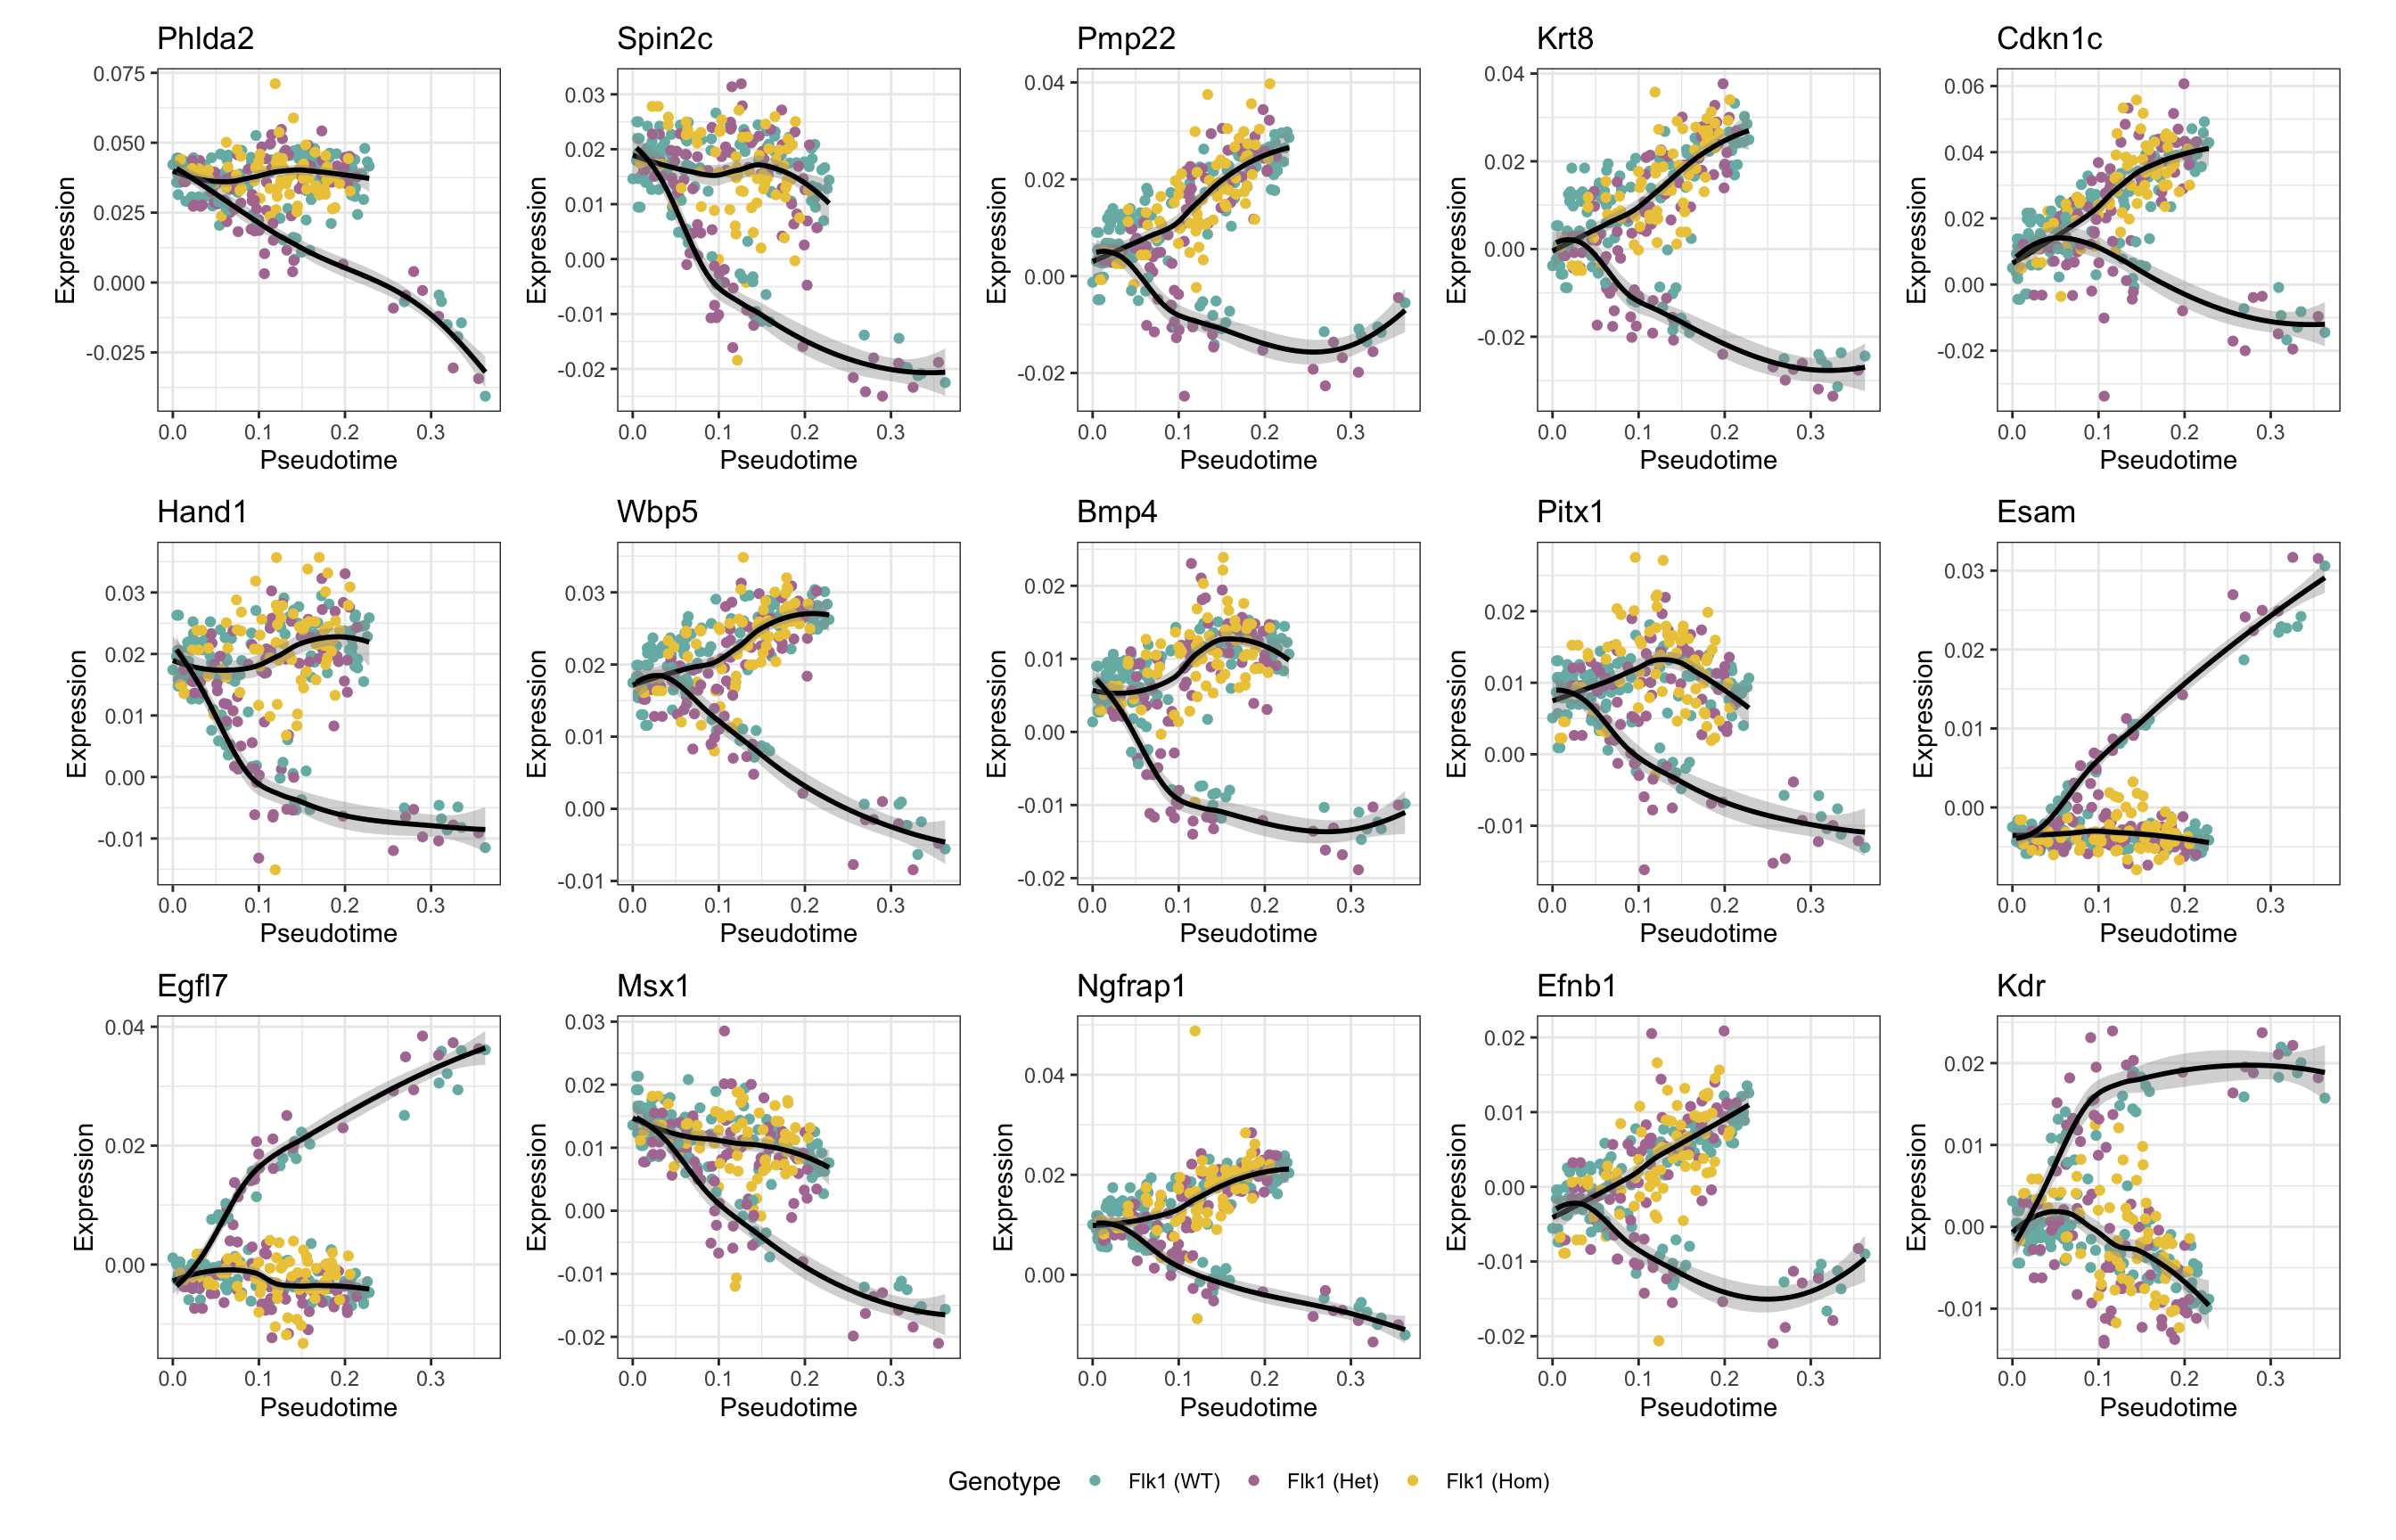 Phlda2 Spin2c Pmp22 Krt8 Cdkn1c
0.075 0.050 0.025 0.000 -0.025
Expression
0.0 0.1 0.2 0.3
Pseudotime
0.03 0.02 0.01 0.00 -0.01 -0.02
Expression
0.0 0.1 0.2 0.3
Pseudotime
0.04 0.02 0.00 -0.02
Expression
0.0 0.1 0.2 0.3
Pseudotime
0.04 0.02 0.00 -0.02
Expression
0.0 0.1 0.2 0.3
Pseudotime
0.06 0.04 0.02 0.00 -0.02
Expression
0.0 0.1 0.2 0.3
Pseudotime
Hand1 Wbp5 Bmp4 Pitx1 Esam
0.03 0.02 0.01 0.00 -0.01
Expression
0.0 0.1 0.2 0.3
Pseudotime
0.03 0.02 0.01 0.00 -0.01
Expression
0.0 0.1 0.2 0.3
Pseudotime
0.02 0.01 0.00 -0.01 -0.02
Expression
0.0 0.1 0.2 0.3
Pseudotime
0.02 0.01 0.00 -0.01
Expression
0.0 0.1 0.2 0.3
Pseudotime
0.03 0.02 0.01 0.00
Expression
0.0 0.1 0.2 0.3
Pseudotime
Egfl7 Msx1 Ngfrap1 Efnb1 Kdr
0.04 0.02 0.00
Expression
0.0 0.1 0.2 0.3
Pseudotime
0.03 0.02 0.01 0.00 -0.01 -0.02
Expression
0.0 0.1 0.2 0.3
Pseudotime
0.04 0.02 0.00
Expression
0.0 0.1 0.2 0.3
Pseudotime
0.02 0.01 0.00 -0.01 -0.02
Expression
0.0 0.1 0.2 0.3
Pseudotime
0.02 0.01 0.00 -0.01
Expression
0.0 0.1 0.2 0.3
Pseudotime
Genotype Flk1 (WT) Flk1 (Het) Flk1 (Hom)